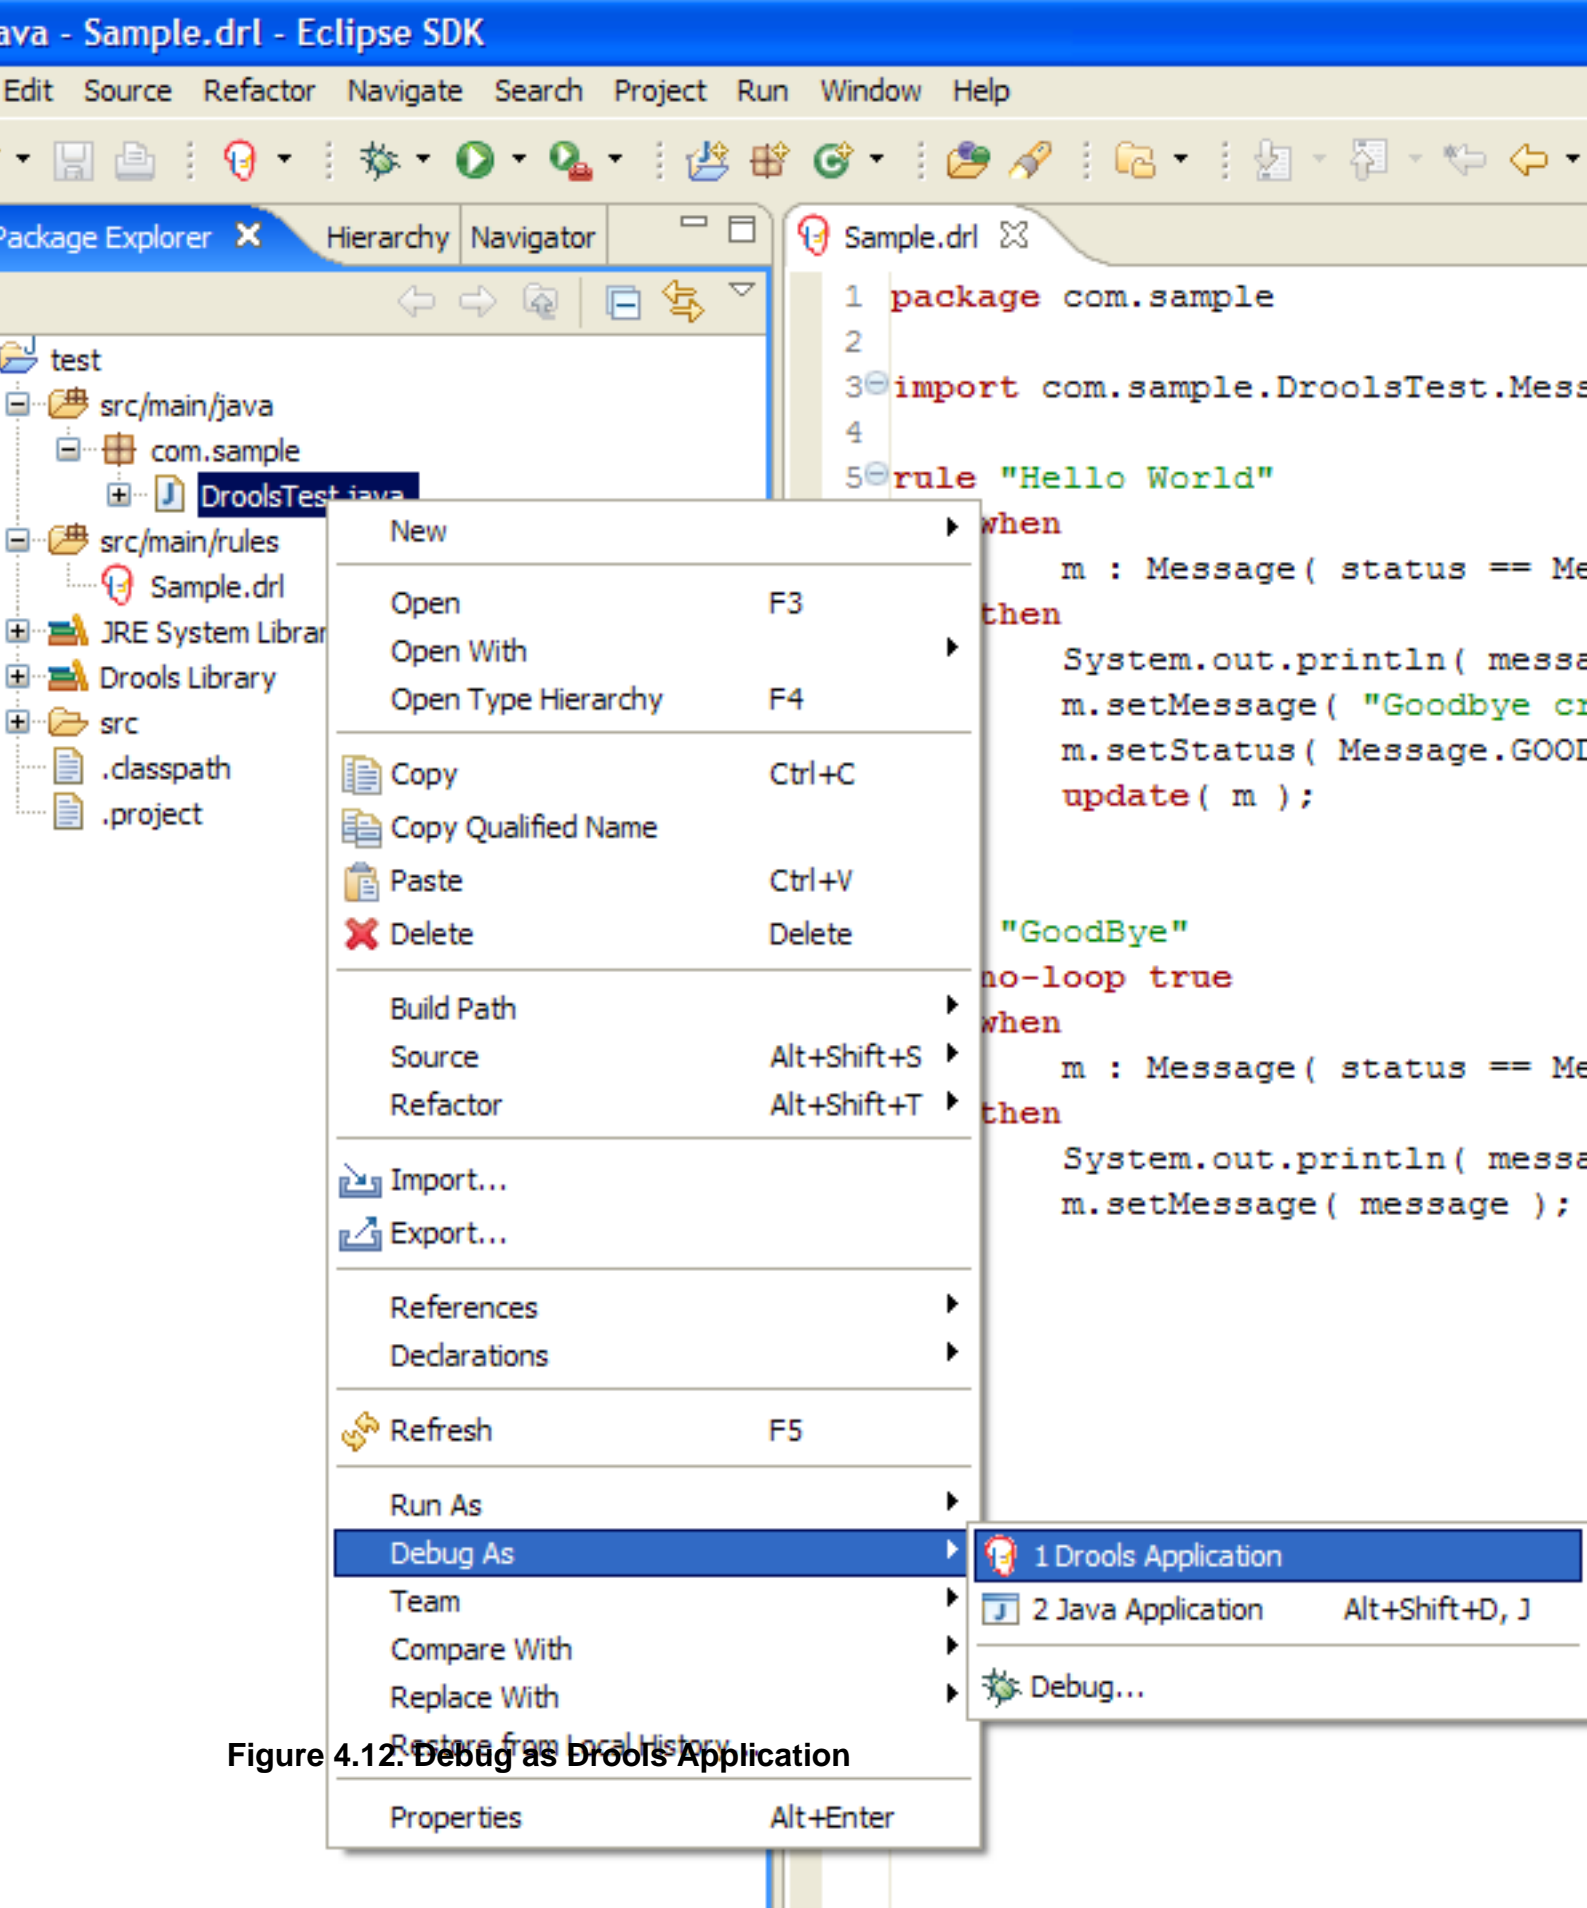 ava - Sample.drl - Eclipse SDK
Edit Source Refactor Navigate Search Project Run Window Help
Package Explorer Hierarchy Navigator
Sample.drl
test
src/main/java
com.sample
DroolsTest.java
src/main/rules
Sample.drl
JRE System Librar
Drools Library
src
.classpath
.project
New
Open F3
Open With
Open Type Hierarchy F4
Copy Ctrl+C
Copy Qualified Name
Paste Ctrl+V
Delete Delete
Build Path
Source Alt+Shift+S
Refactor Alt+Shift+T
Import...
Export...
References
Declarations
Refresh F5
Run As
Debug As
Team
Compare With
Replace With
Restore from Local History...
Properties Alt+Enter
1 Drools Application
2 Java Application Alt+Shift+D, J
Debug...
1 package com.sample
2
3 import com.sample.DroolsTest.Mess
4
5 rule "Hello World"
when
m : Message( status == Me
then
System.out.println( messa
m.setMessage( "Goodbye cr
m.setStatus( Message.GOOD
update( m );
"GoodBye"
no-loop true
when
m : Message( status == Me
then
System.out.println( messa
m.setMessage( message );
Figure 4.12. Debug as Drools Application